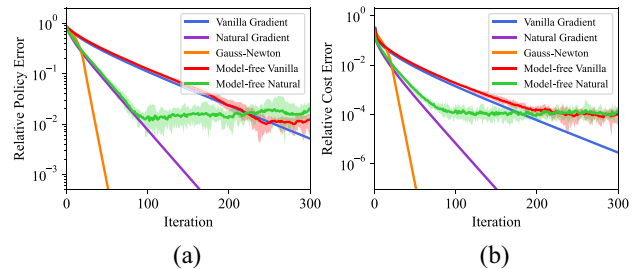 Relative Policy Error
10^0
10^-1
10^-2
10^-3
0
100
200
300
Iteration
Vanilla Gradient
Natural Gradient
Gauss-Newton
Model-free Vanilla
Model-free Natural
(a)
Relative Cost Error
10^0
10^-2
10^-4
10^-6
0
100
200
300
Iteration
Vanilla Gradient
Natural Gradient
Gauss-Newton
Model-free Vanilla
Model-free Natural
(b)